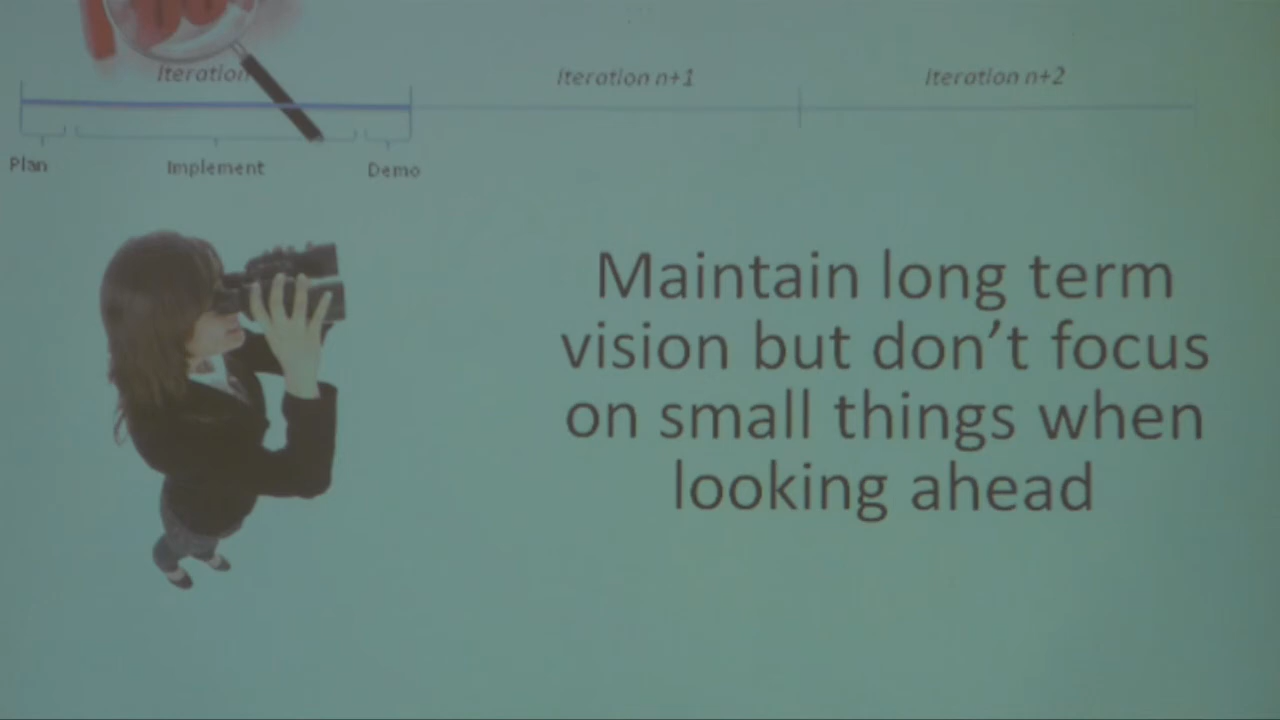 Iteration
Iteration n+1
Iteration n+2
Plan
Implement
Demo
Maintain long term
vision but don't focus
on small things when
looking ahead